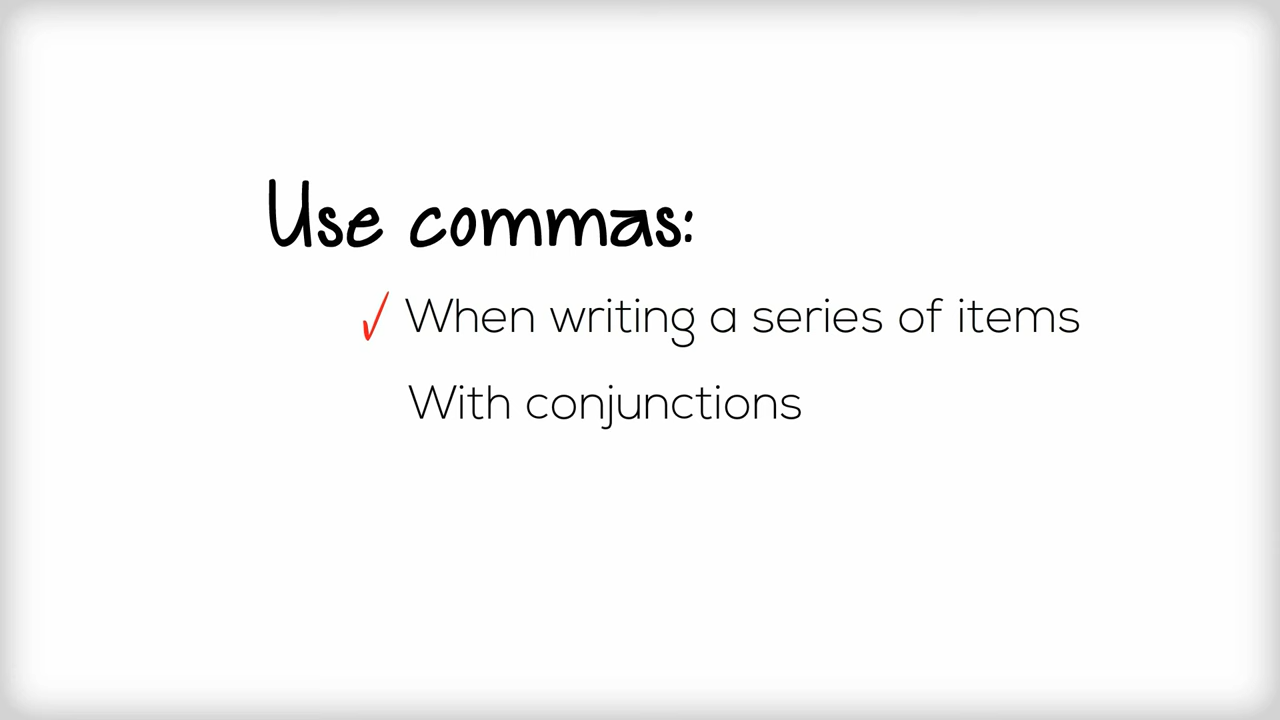 Use commas:
✓ When writing a series of items
With conjunctions